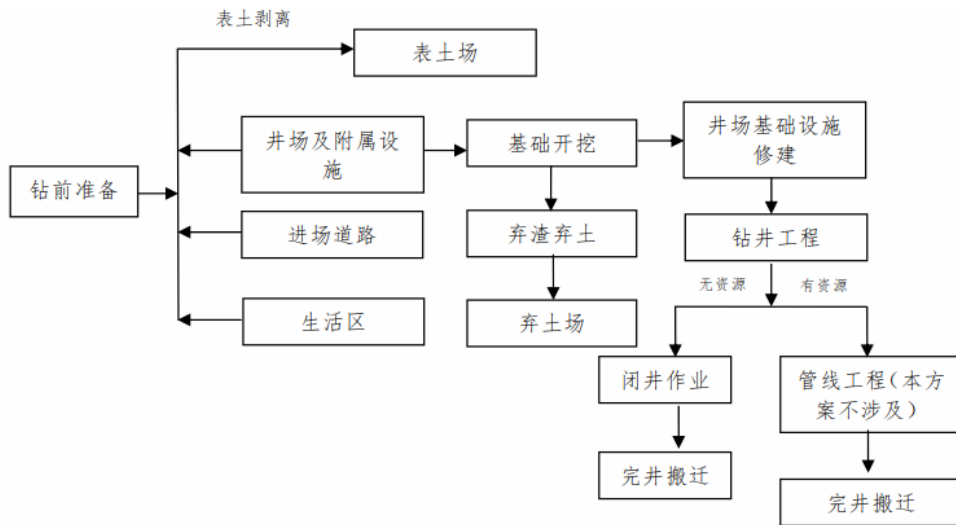 表土剥离
表土场
井场及附属设
施
基础开挖
井场基础设施
修建
钻前准备
进场道路
弃渣弃土
钻井工程
无资源
有资源
生活区
弃土场
闭井作业
管线工程(本方
案不涉及)
完井搬迁
完井搬迁